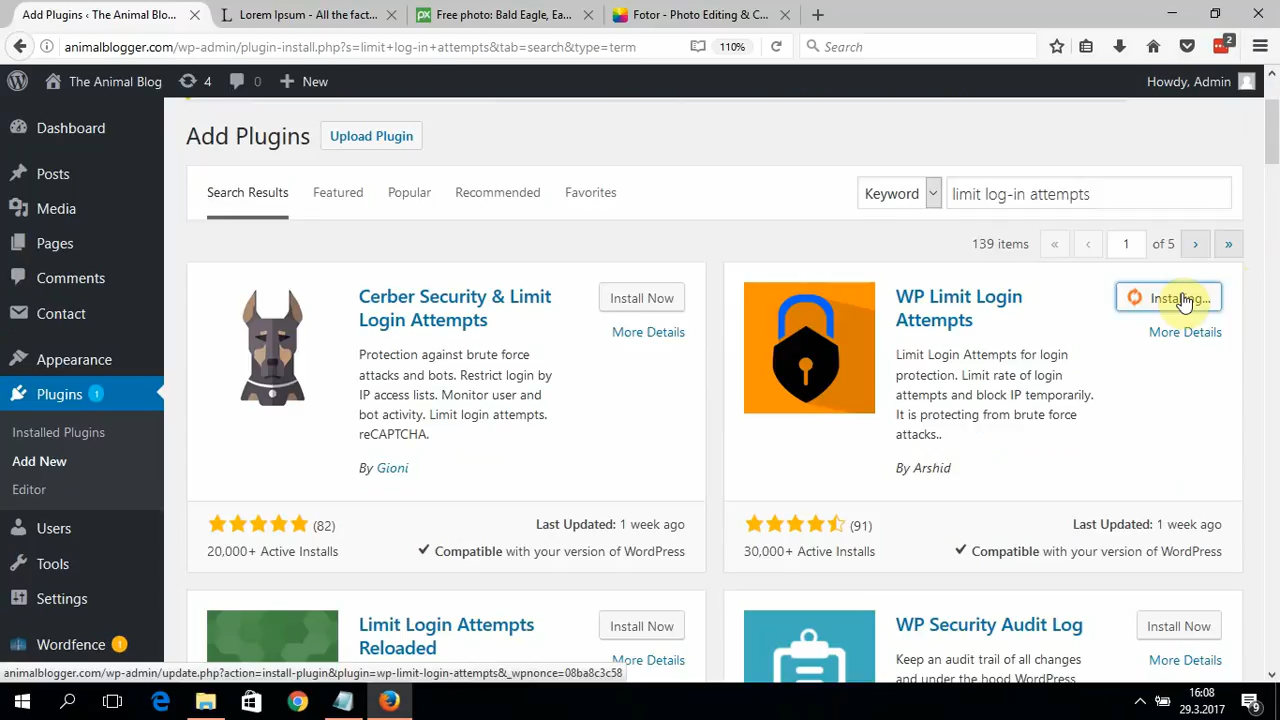 Add Plugins ‹ The Animal Bloc...
Lorem Ipsum - All the fact...
Free photo: Bald Eagle, Ea...
Fotor - Photo Editing & C...
animalblogger.com/wp-admin/plugin-install.php?s=limit+log-in+attempts&tab=search&type=term
110%
Search
2
The Animal Blog
4
0
New
Howdy, Admin
Dashboard
Posts
Media
Pages
Comments
Contact
Appearance
Plugins 1
Installed Plugins
Add New
Editor
Users
Tools
Settings
Wordfence 1
Add Plugins
Upload Plugin
Search Results
Featured
Popular
Recommended
Favorites
Keyword
limit log-in attempts
139 items
«
‹
1
of 5
›
»
Cerber Security & Limit
Login Attempts
Install Now
More Details
Protection against brute force
attacks and bots. Restrict login by
IP access lists. Monitor user and
bot activity. Limit login attempts.
reCAPTCHA.
By Gioni
(82)
Last Updated: 1 week ago
20,000+ Active Installs
Compatible with your version of WordPress
WP Limit Login
Attempts
Installing...
More Details
Limit Login Attempts for login
protection. Limit rate of login
attempts and block IP temporarily.
It is protecting from brute force
attacks..
By Arshid
(91)
Last Updated: 1 week ago
30,000+ Active Installs
Compatible with your version of WordPress
Limit Login Attempts
Reloaded
Install Now
More Details
WP Security Audit Log
Install Now
More Details
Keep an audit trail of all changes
and under the hood WordPress
animalblogger.com/wp-admin/update.php?action=install-plugin&plugin=wp-limit-login-attempts&_wpnonce=08ba8c3c58
16:08
29.3.2017
9